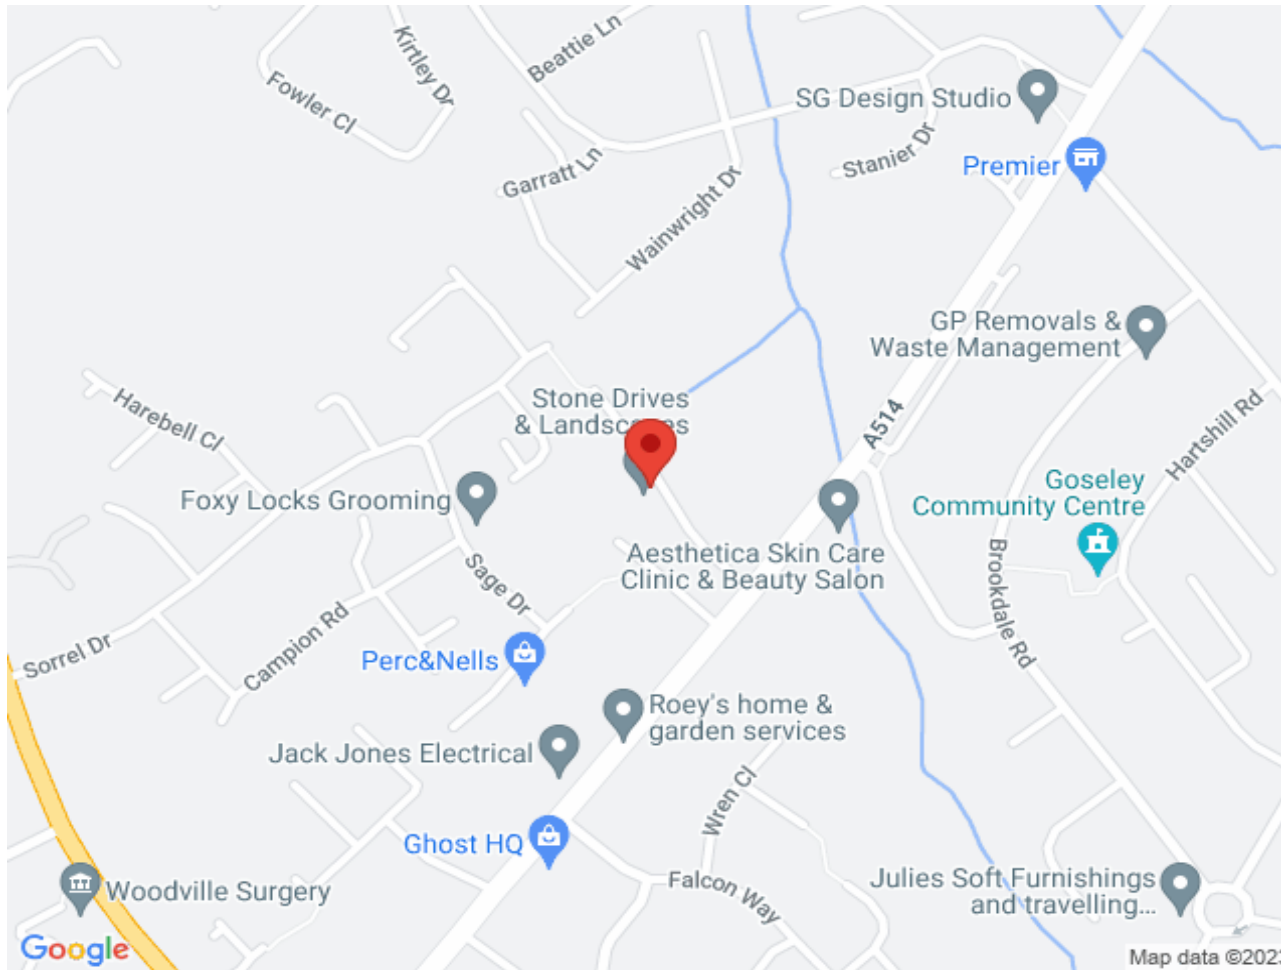 Kirtley Dr
Beattie Ln
Fowler Cl
SG Design Studio
Stanier Dr
Premier
Garratt Ln
Wainwright Dr
GP Removals &
Waste Management
Stone Drives
& Landscapes
Harebell Cl
A514
Hartshill Rd
Foxy Locks Grooming
Goseley
Community Centre
Aesthetica Skin Care
Clinic & Beauty Salon
Sage Dr
Brookdale Rd
Campion Rd
Sorrel Dr
Perc&Nells
Roey's home &
garden services
Jack Jones Electrical
Wren Cl
Ghost HQ
Falcon Way
Julies Soft Furnishings
and travelling...
Woodville Surgery
Google
Map data ©2023